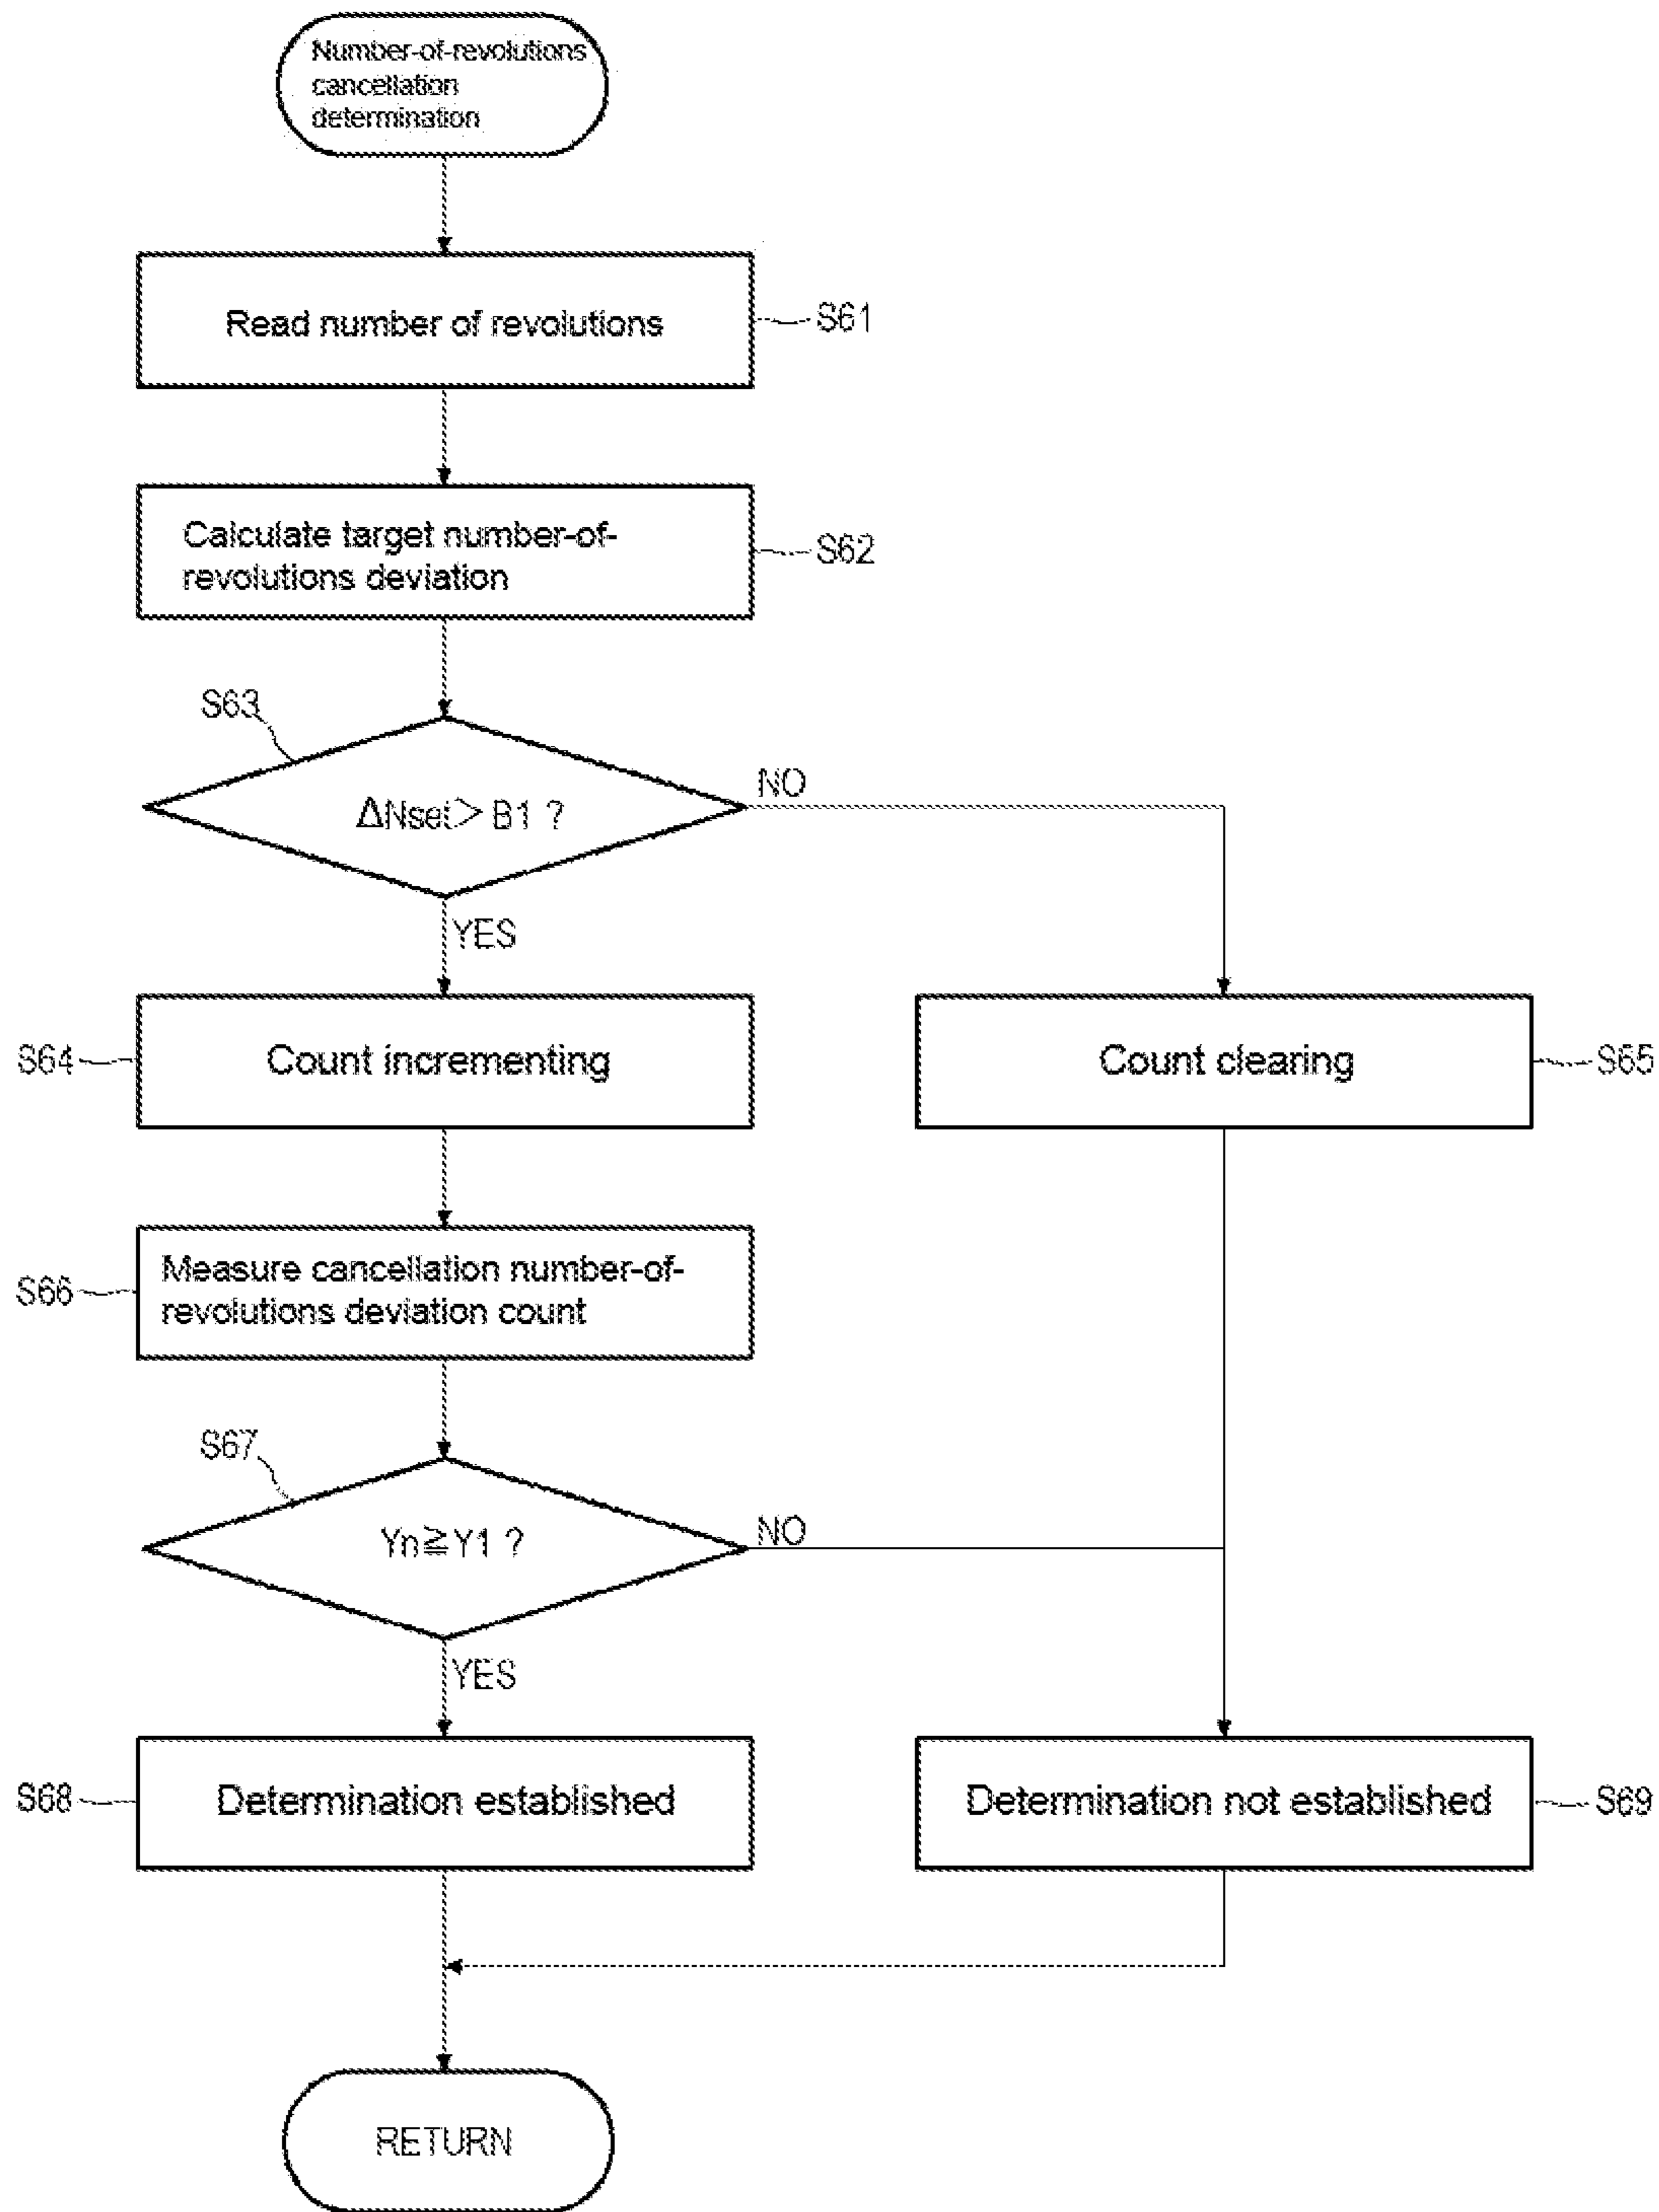 Number-of-revolutions
cancellation
determination
Read number of revolutions
S61
Calculate target number-of-
revolutions deviation
S62
S63
ΔNset> B1 ?
NO
YES
S64
Count incrementing
Count clearing
S65
S66
Measure cancellation number-of-
revolutions deviation count
S67
Yn≧Y1 ?
NO
YES
S68
Determination established
Determination not established
S69
RETURN